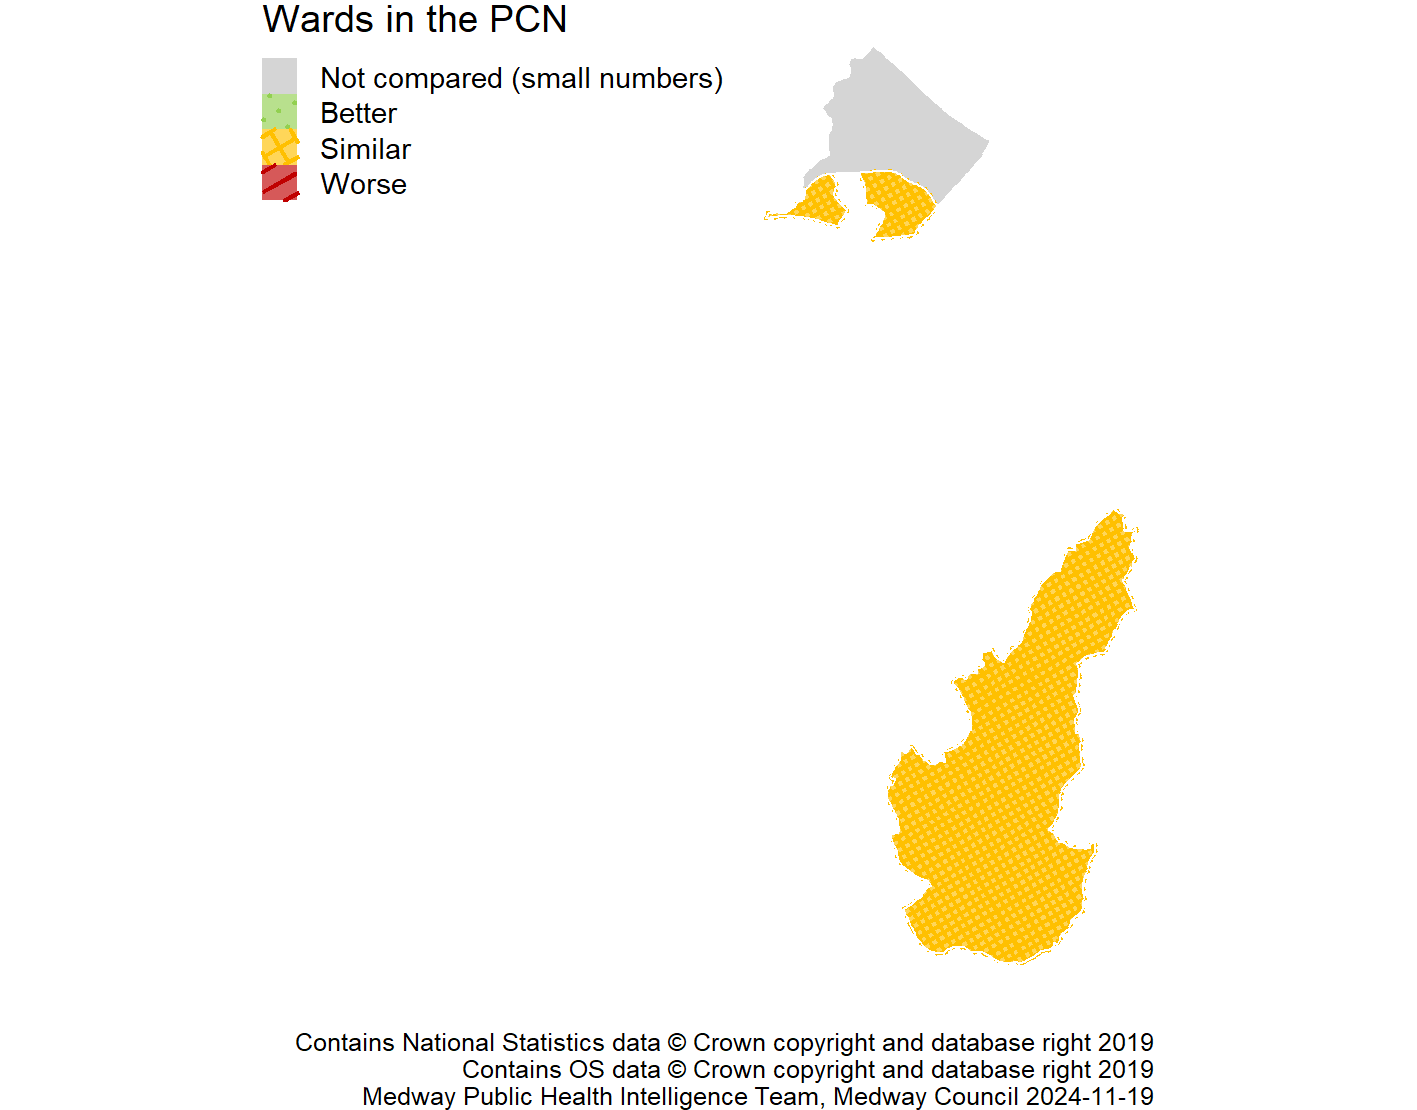 Wards in the PCN
Not compared (small numbers)
Better
Similar
Worse
Contains National Statistics data © Crown copyright and database right 2019
Contains OS data © Crown copyright and database right 2019
Medway Public Health Intelligence Team, Medway Council 2024-11-19